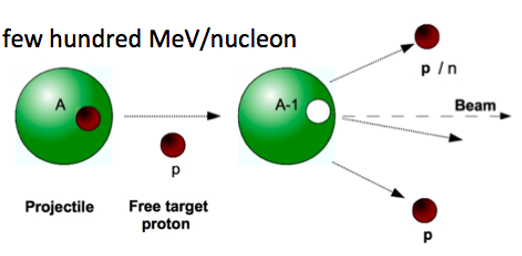 few hundred MeV/nucleon
A
p
Projectile
Free target
proton
A-1
p / n
Beam
p